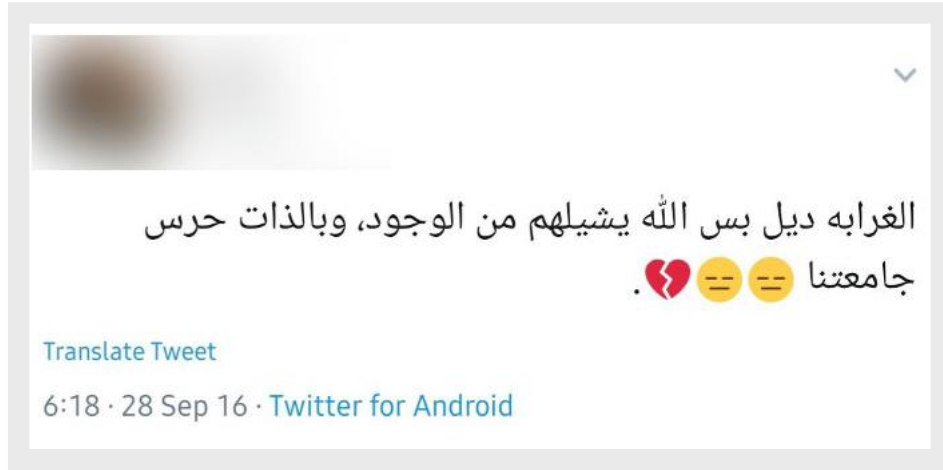 الغرابه ديل بس الله يشيلهم من الوجود، وبالذات حرس
جامعتنا 😑😑💔.
Translate Tweet
6:18 · 28 Sep 16 · Twitter for Android